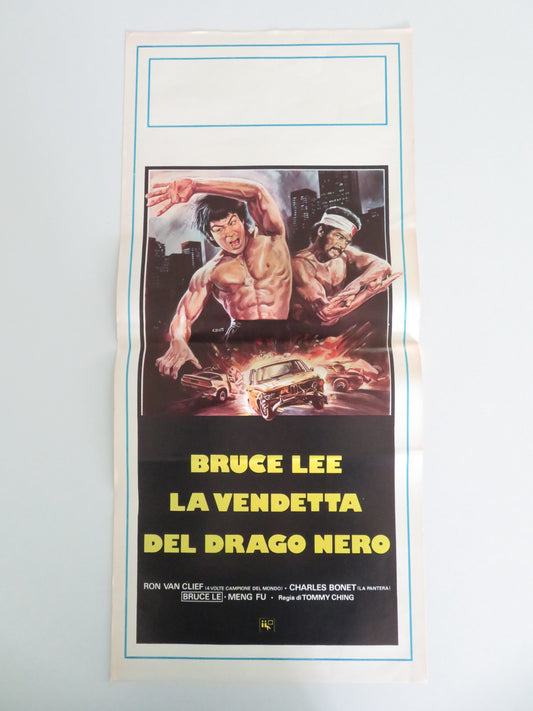 BRUCE LEE
LA VENDETTA
DEL DRAGO NERO
RON VAN CLIEF (4 VOLTE CAMPIONE DEL MONDO) · CHARLES BONET (LA PANTERA)
BRUCE LE · MENG FU · Regia di TOMMY CHING